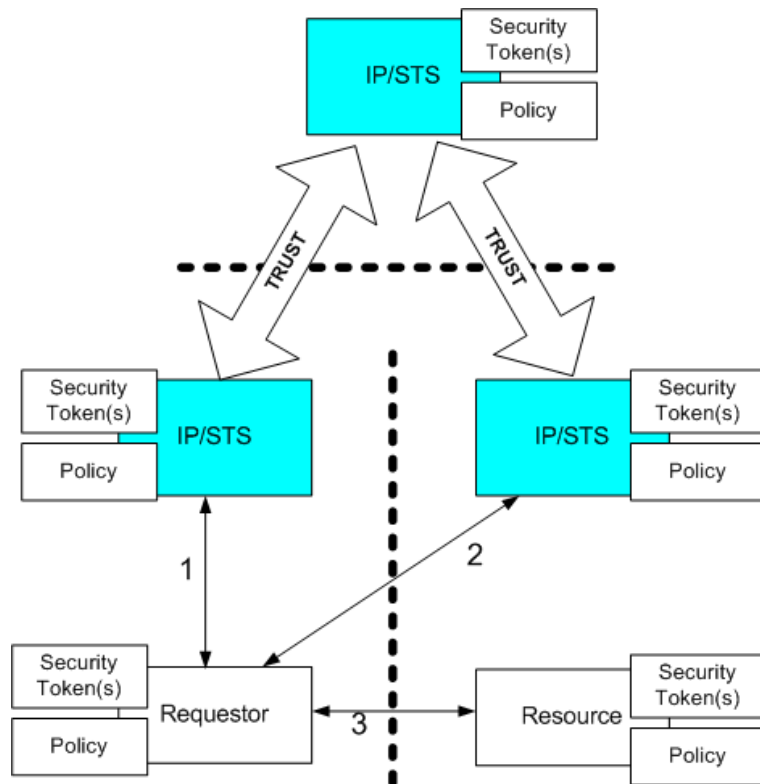 Security
Token(s)
IP/STS
Policy
TRUST
TRUST
Security
Token(s)
IP/STS
Policy
Security
Token(s)
IP/STS
Policy
1
2
Security
Token(s)
Requestor
Policy
3
Security
Token(s)
Resource
Policy